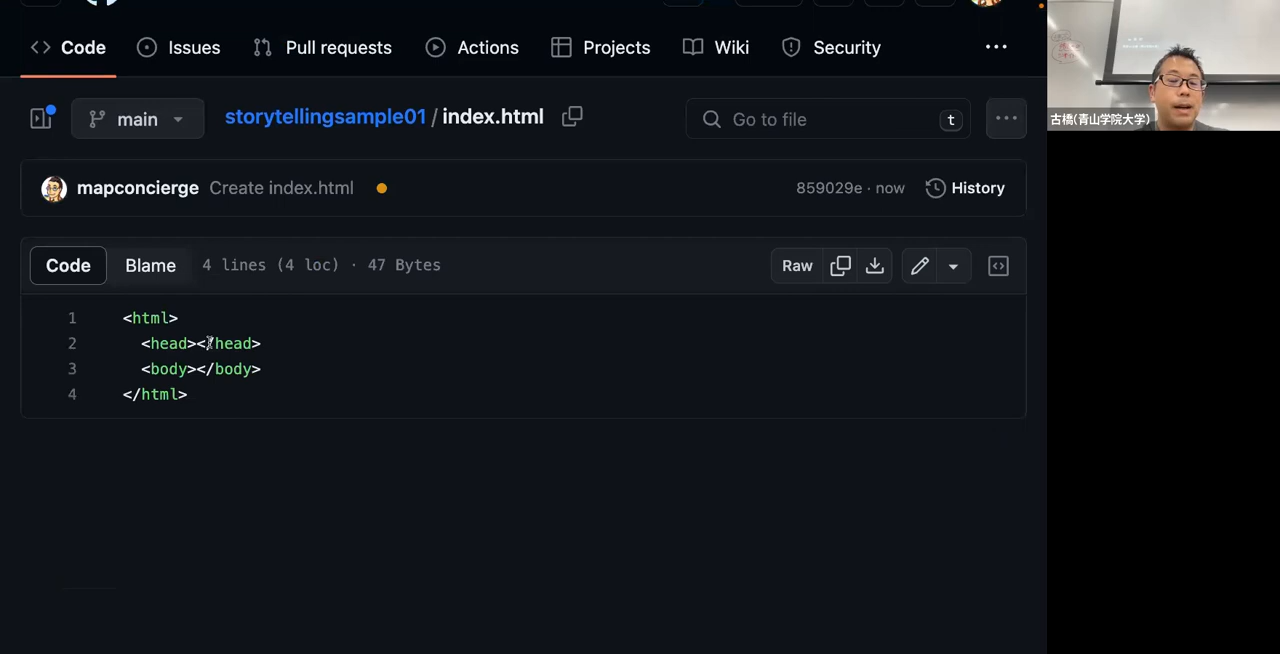 Code Issues Pull requests Actions Projects Wiki Security
main storytellingsample01 / index.html Go to file t
古橋(青山学院大学)
mapconcierge Create index.html 859029e · now History
Code Blame 4 lines (4 loc) · 47 Bytes Raw
1 <html>
2 <head></head>
3 <body></body>
4 </html>